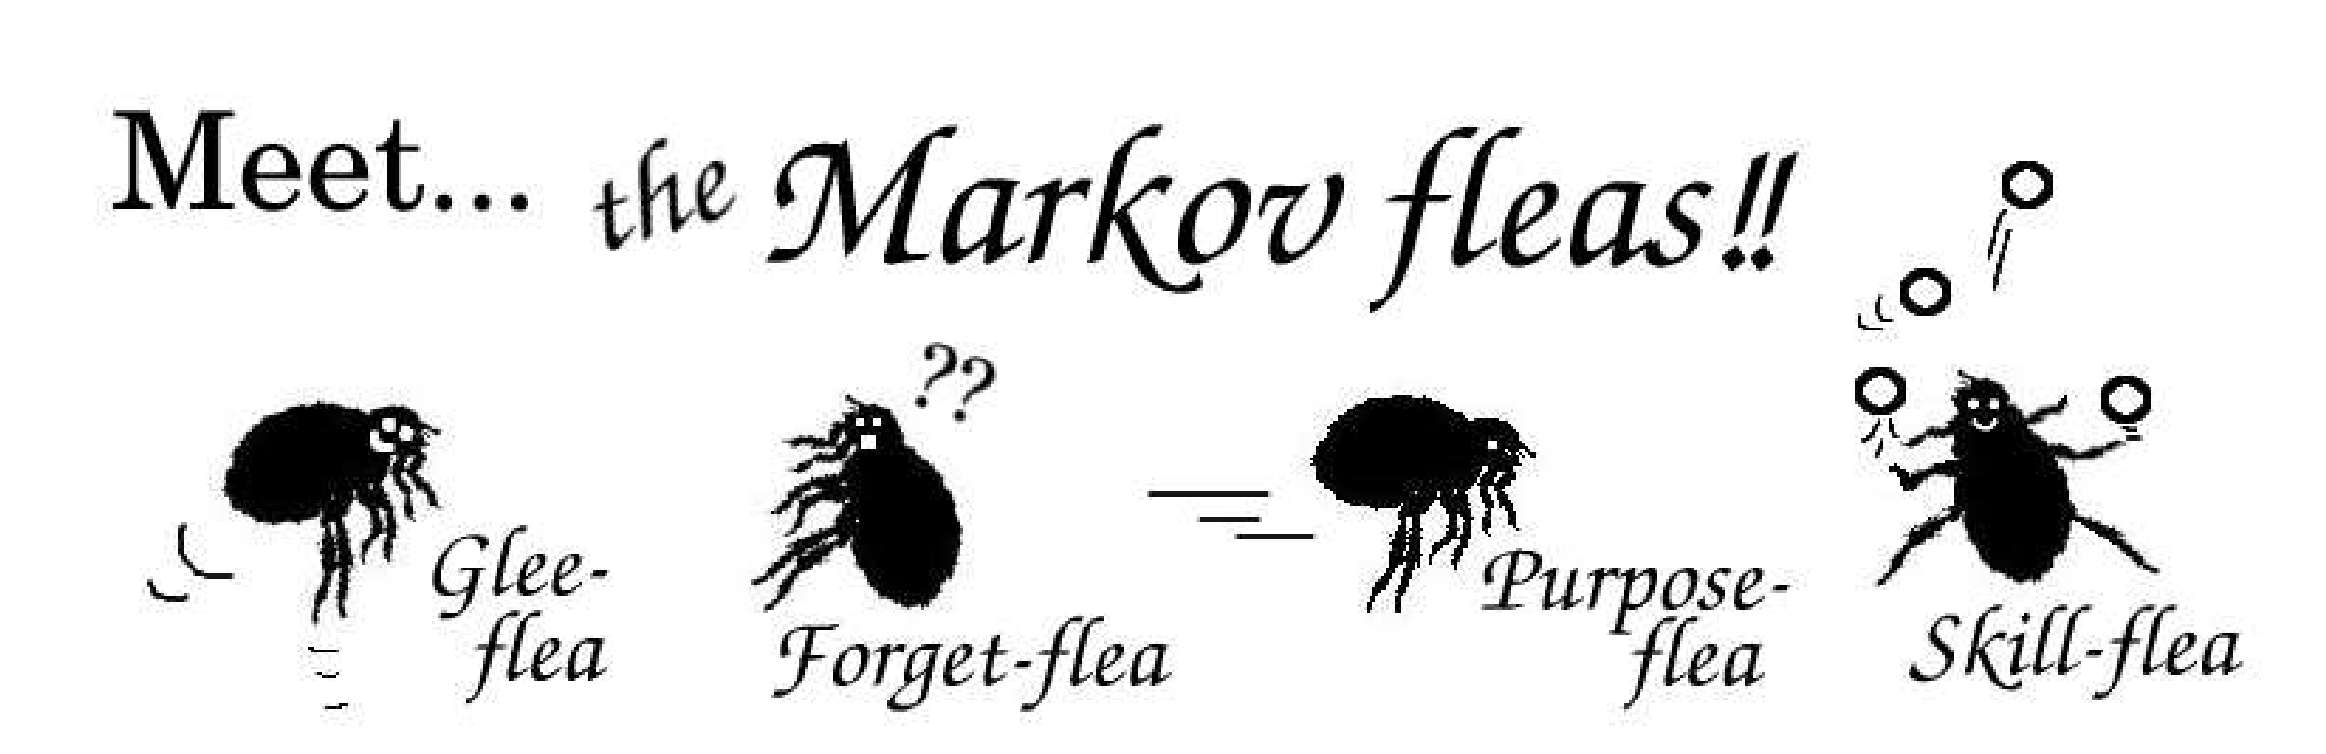 Meet... the Markov fleas!!
??
Glee-
flea
Forget-flea
Purpose-
flea
Skill-flea